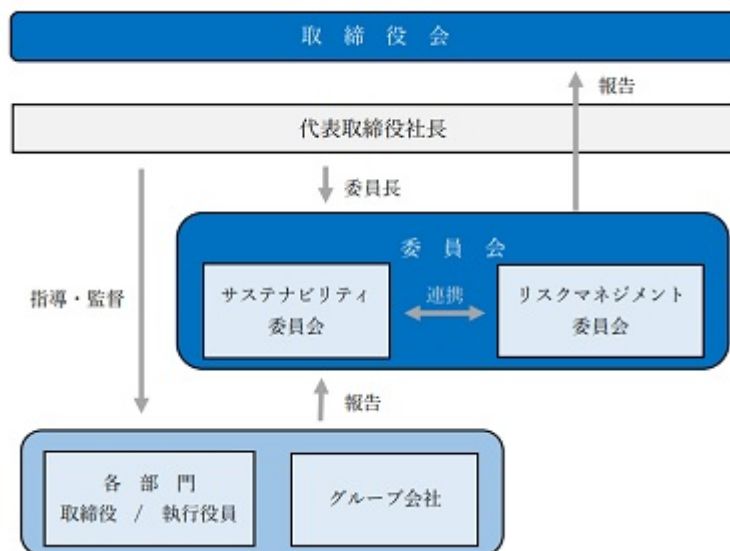 取 締 役 会
報告
代表取締役社長
委員長
委 員 会
指導・監督
サステナビリティ
委員会
連携
リスクマネジメント
委員会
報告
各 部 門
取締役 / 執行役員
グループ会社